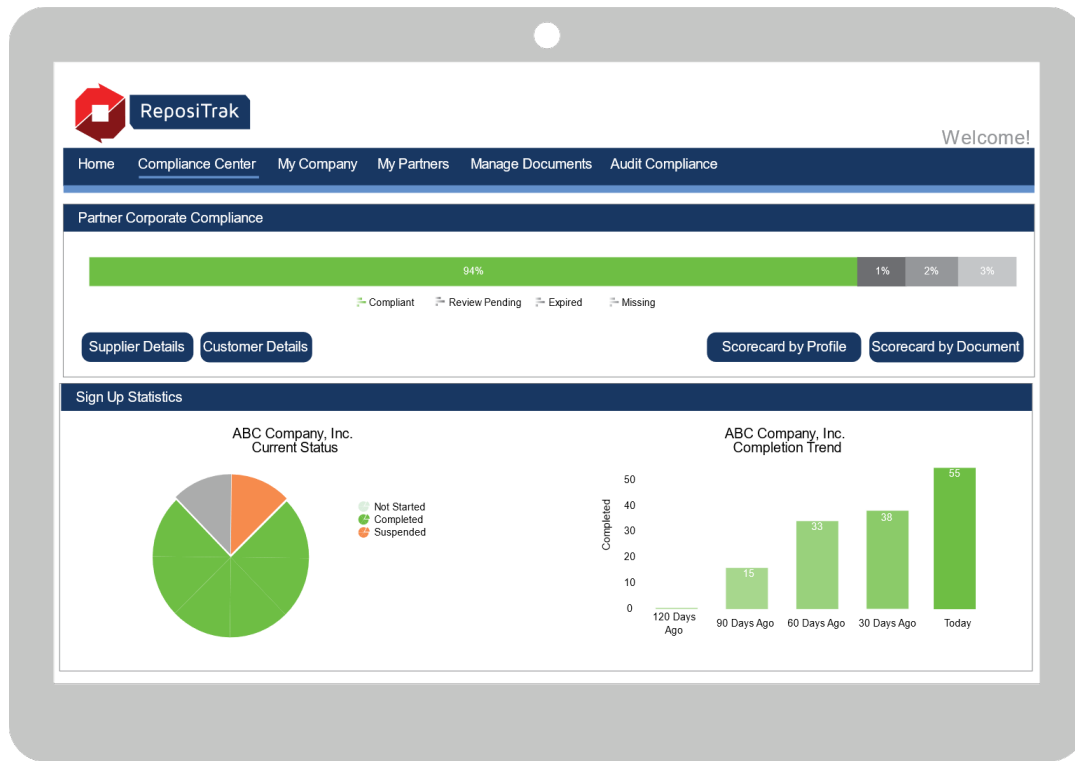 ReposiTrak
Welcome!
Home Compliance Center My Company My Partners Manage Documents Audit Compliance
Partner Corporate Compliance
94% 1% 2% 3%
Compliant Review Pending Expired Missing
Supplier Details Customer Details Scorecard by Profile Scorecard by Document
Sign Up Statistics
ABC Company, Inc.
Current Status
Not Started
Completed
Suspended
ABC Company, Inc.
Completion Trend
Completed
50
40
30
20
10
0
15
33
38
55
120 Days
Ago
90 Days Ago 60 Days Ago 30 Days Ago Today